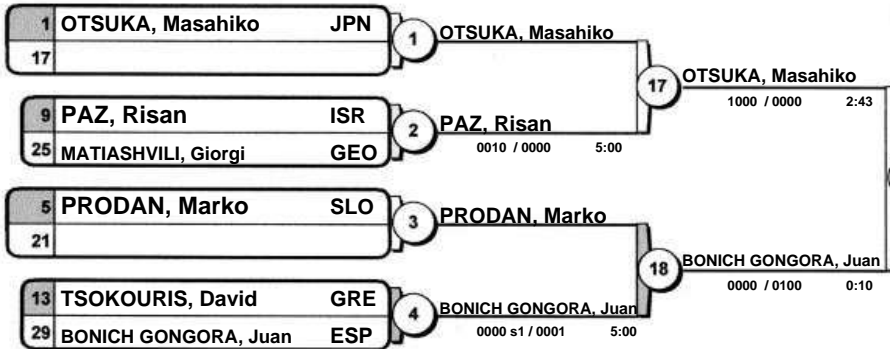 1 OTSUKA, Masahiko JPN
17
1
OTSUKA, Masahiko
9 PAZ, Risan ISR
25 MATIASHVILI, Giorgi GEO
2
PAZ, Risan
0010 / 0000 5:00
17
OTSUKA, Masahiko
1000 / 0000 2:43
5 PRODAN, Marko SLO
21
3
PRODAN, Marko
13 TSOKOURIS, David GRE
29 BONICH GONGORA, Juan ESP
4
BONICH GONGORA, Juan
0000 s1 / 0001 5:00
18
BONICH GONGORA, Juan
0000 / 0100 0:10